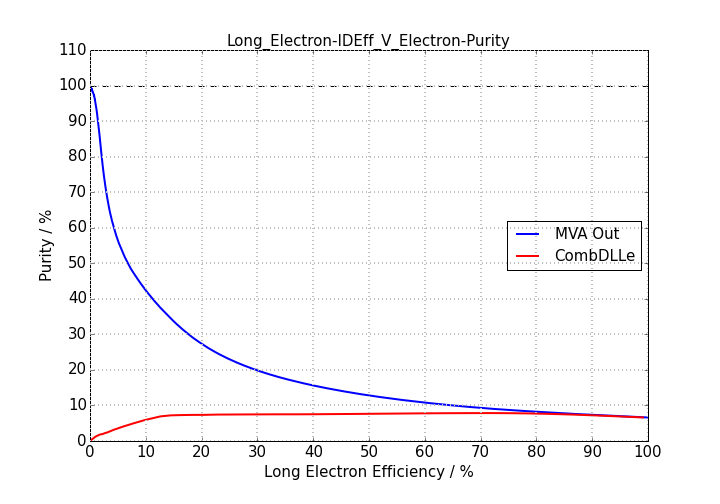 Long_Electron-IDEff_V_Electron-Purity
110
100
90
80
70
60
50
40
30
20
10
0
Purity / %
MVA Out
CombDLLe
0 10 20 30 40 50 60 70 80 90 100
Long Electron Efficiency / %